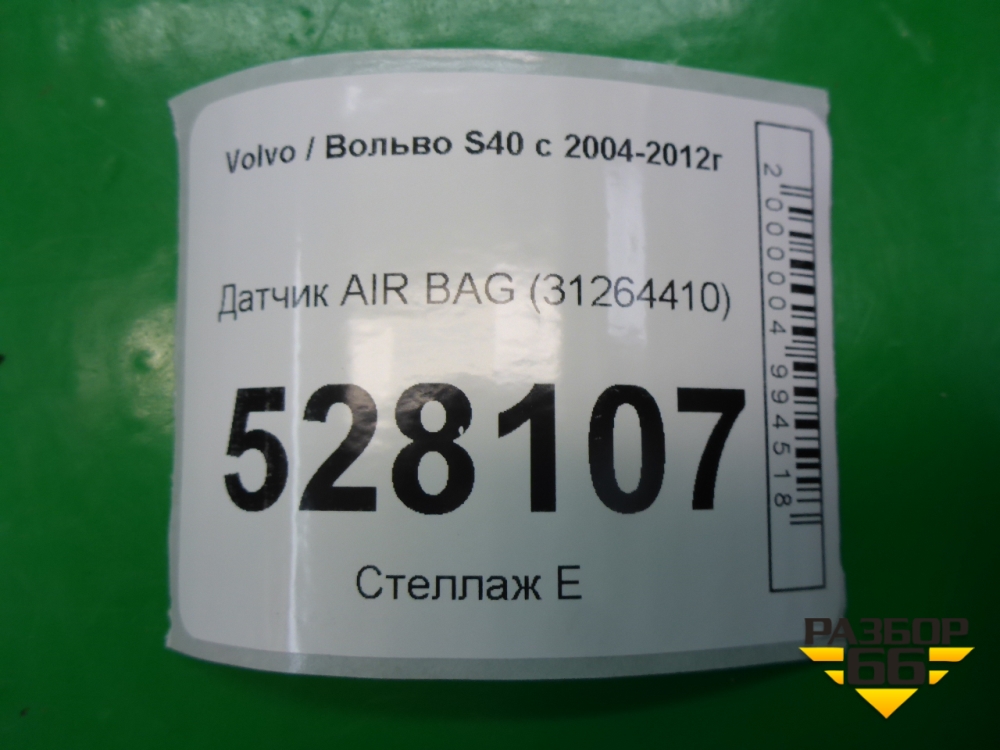 Volvo / Вольво S40 с 2004-2012г
Датчик AIR BAG (31264410)
528107
Стеллаж Е
2000004994518
РАЗБОР
66